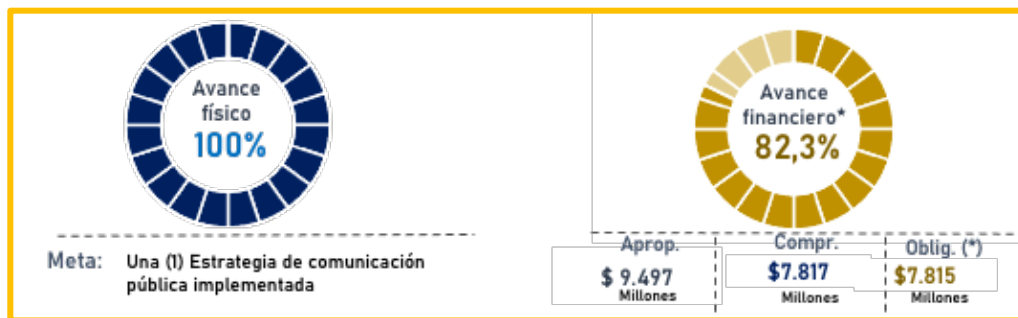 Avance
físico
100%
Meta: Una (1) Estrategia de comunicación
pública implementada
Avance
financiero*
82,3%
Aprop. Compr. Oblig. (*)
$ 9.497 $7.817 $7.815
Millones Millones Millones